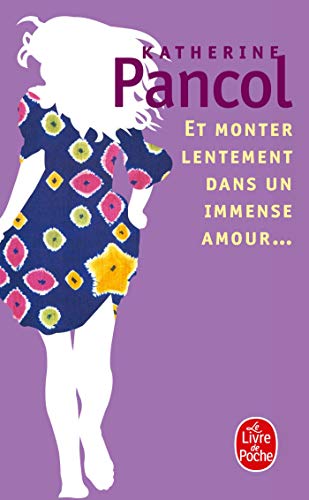 KATHERINE
Pancol
ET MONTER
LENTEMENT
DANS UN
IMMENSE
AMOUR...
Le
Livre
de
Poche